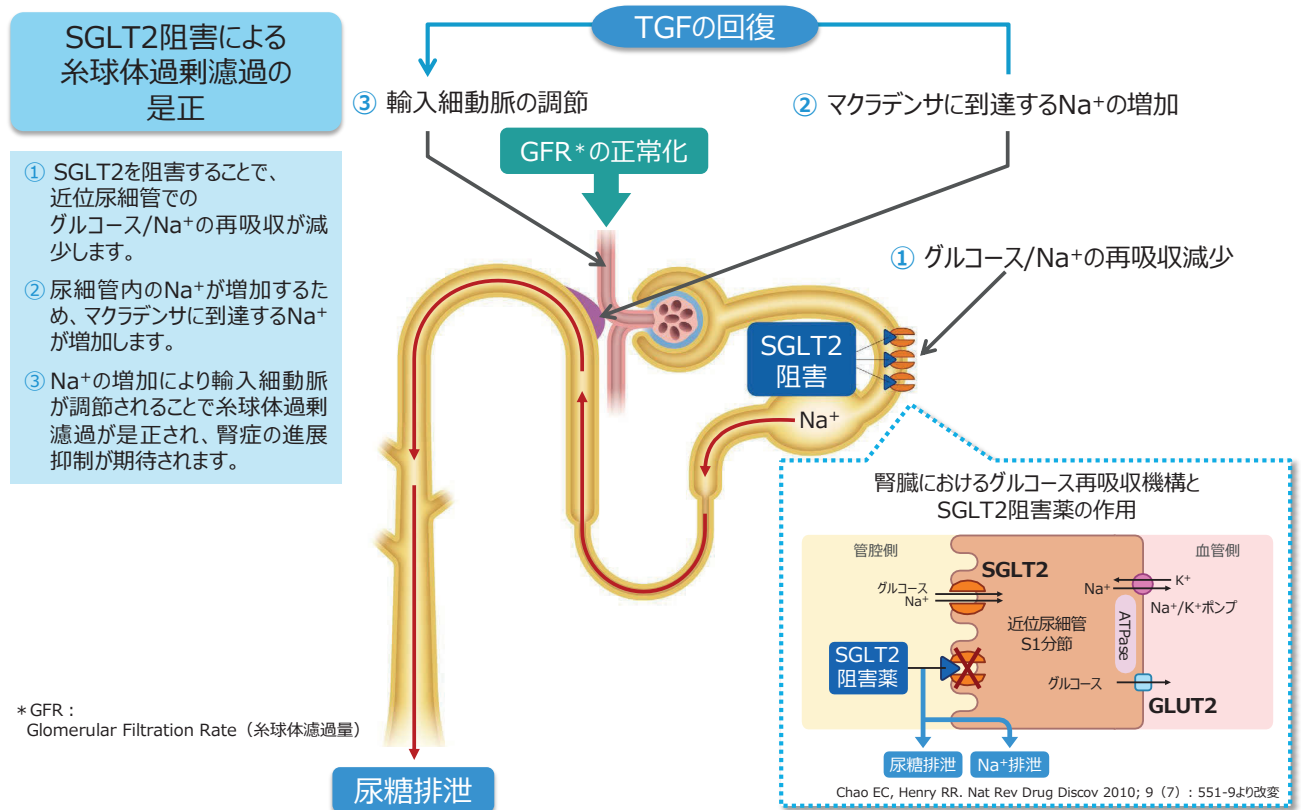 SGLT2阻害による
糸球体過剰濾過の
是正
① SGLT2を阻害することで、
近位尿細管での
グルコース/Na⁺の再吸収が減
少します。
② 尿細管内のNa⁺が増加するた
め、マクラデンサに到達するNa⁺
が増加します。
③ Na⁺の増加により輸入細動脈
が調節されることで糸球体過剰
濾過が是正され、腎症の進展
抑制が期待されます。
TGFの回復
③ 輸入細動脈の調節
② マクラデンサに到達するNa⁺の増加
GFR*の正常化
① グルコース/Na⁺の再吸収減少
SGLT2
阻害
Na⁺
腎臓におけるグルコース再吸収機構と
SGLT2阻害薬の作用
管腔側
血管側
SGLT2
グルコース
Na⁺
Na⁺
K⁺
Na⁺/K⁺ポンプ
近位尿細管
S1分節
ATPase
SGLT2
阻害薬
グルコース
GLUT2
尿糖排泄
Na⁺排泄
Chao EC, Henry RR. Nat Rev Drug Discov 2010; 9（7）: 551-9より改変
＊GFR：
Glomerular Filtration Rate（糸球体濾過量）
尿糖排泄